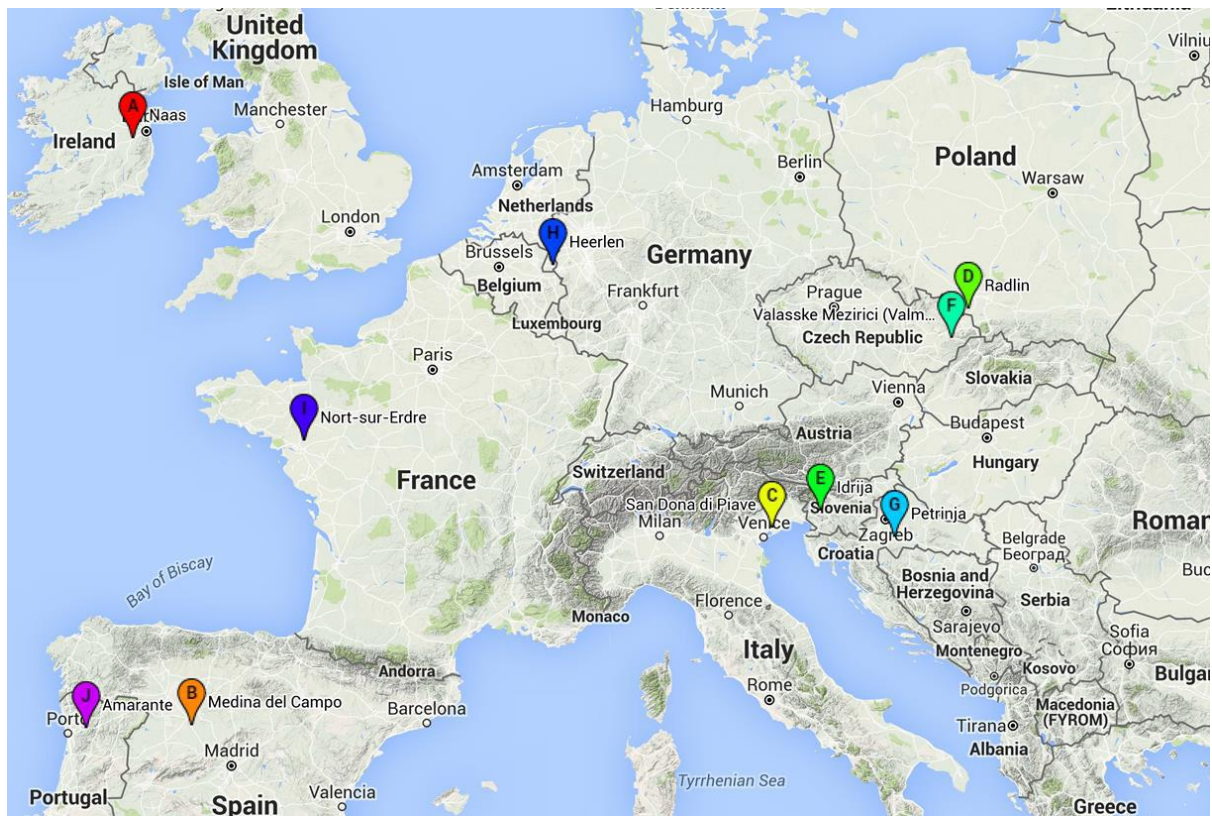 Denmark
Lithuania
United
Kingdom
Vilniu
Isle of Man
Hamburg
Manchester
A
Naas
Ireland
Berlin
Poland
Amsterdam
Warsaw
Netherlands
London
H
Heerlen
Brussels
Germany
Belgium
D
Radlin
Frankfurt
Prague
F
Valasske Mezirici (Valm...
Luxembourg
Czech Republic
Paris
Slovakia
Munich
Vienna
I
Nort-sur-Erdre
Budapest
Austria
Hungary
Switzerland
France
E
Idrija
C
San Dona di Piave
Slovenia
G
Petrinja
Roman
Milan
Venice
Zagreb
Belgrade
Београд
Croatia
Bay of Biscay
Bosnia and
Herzegovina
Buc
Florence
Serbia
Monaco
Sarajevo
Sofia
София
Italy
Montenegro
Andorra
Kosovo
Bulgar
Rome
Podgorica
J
Amarante
B
Medina del Campo
Barcelona
Porto
Macedonia
(FYROM)
Tirana
Albania
Madrid
Tyrrhenian Sea
Portugal
Spain
Valencia
Greece